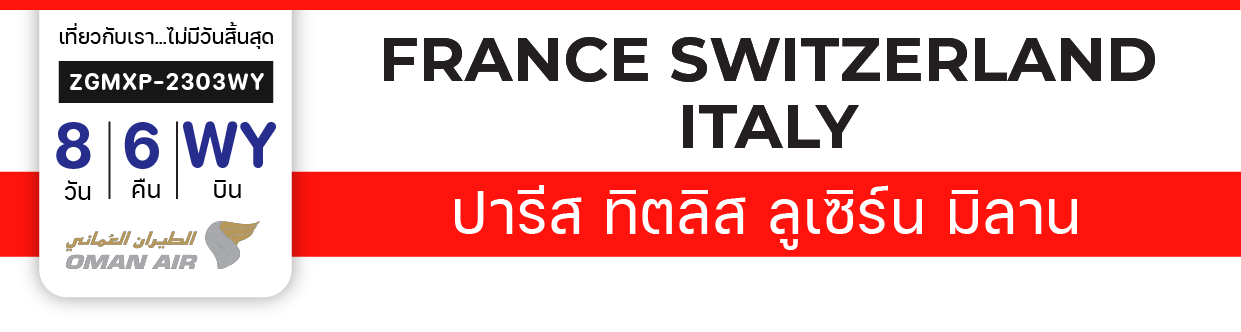 เที่ยวกับเรา...ไม่มีวันสิ้นสุด
ZGMXP-2303WY
8 6 WY
วัน คืน บิน
الطيران العُماني
OMAN AIR
FRANCE SWITZERLAND
ITALY
ปารีส ทิตลิส ลูเซิร์น มิลาน